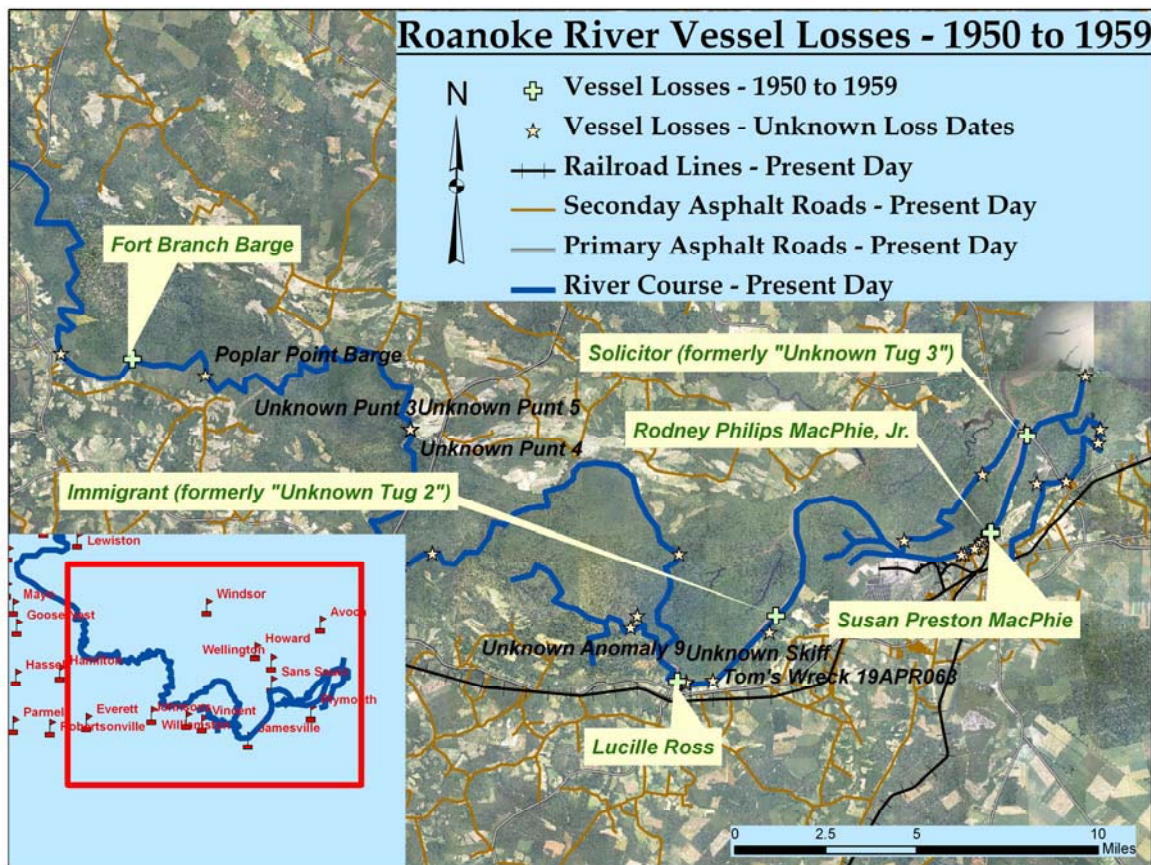 Roanoke River Vessel Losses - 1950 to 1959
N
Vessel Losses - 1950 to 1959
Vessel Losses - Unknown Loss Dates
Railroad Lines - Present Day
Seconday Asphalt Roads - Present Day
Primary Asphalt Roads - Present Day
River Course - Present Day
Fort Branch Barge
Poplar Point Barge
Solicitor (formerly "Unknown Tug 3")
Unknown Punt 3
Unknown Punt 5
Rodney Philips MacPhie, Jr.
Unknown Punt 4
Immigrant (formerly "Unknown Tug 2")
Susan Preston MacPhie
Unknown Anomaly 9
Unknown Skiff
Tom's Wreck 19APR063
Lucille Ross
Lewiston
Mayo
Windsor
Goose Nest
Avoca
Howard
Wellington
Hassel
Hamilton
Sans Souci
Plymouth
Parmele
Everett
Vincent
Robertsonville
Jamesville
0 2.5 5 10
Miles